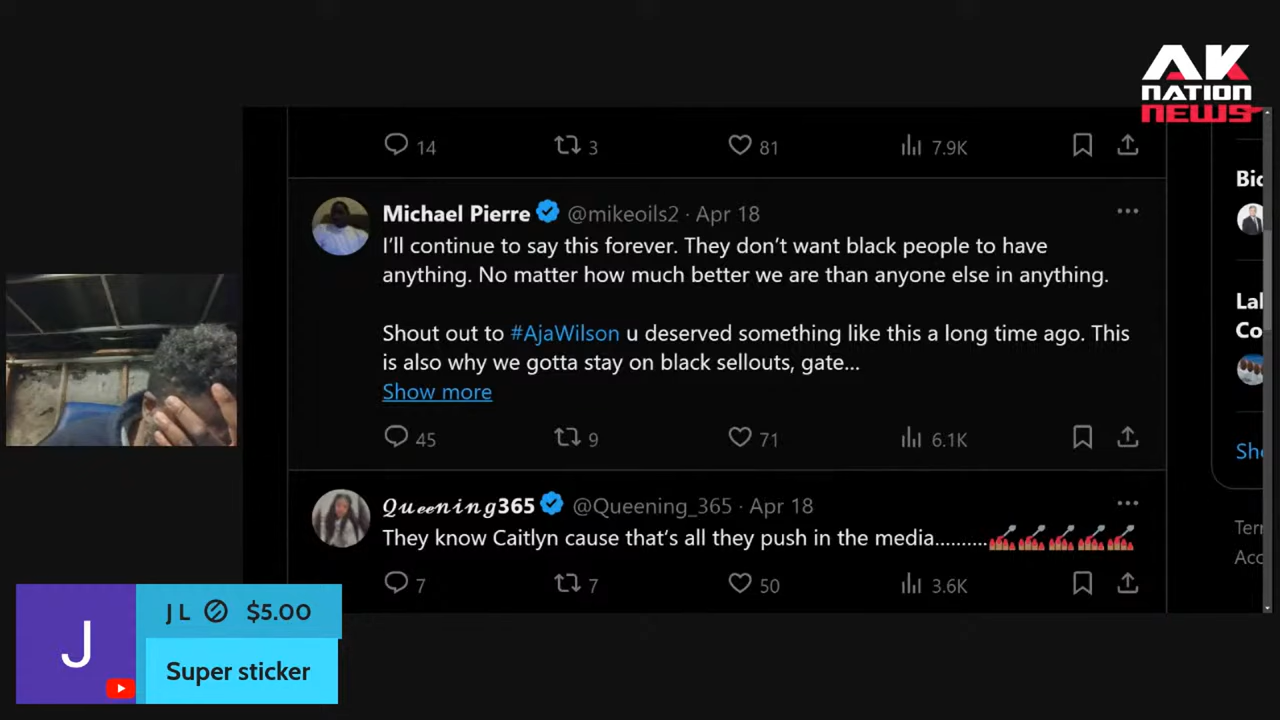 AK
NATION
NEWS
14 3 81 7.9K
Michael Pierre @mikeoils2 · Apr 18
I'll continue to say this forever. They don't want black people to have
anything. No matter how much better we are than anyone else in anything.
Shout out to #AjaWilson u deserved something like this a long time ago. This
is also why we gotta stay on black sellouts, gate...
Show more
45 9 71 6.1K
Queening365 @Queening_365 · Apr 18
They know Caitlyn cause that's all they push in the media..........💅🏾💅🏾💅🏾💅🏾💅🏾
7 7 50 3.6K
J
J L $5.00
Super sticker